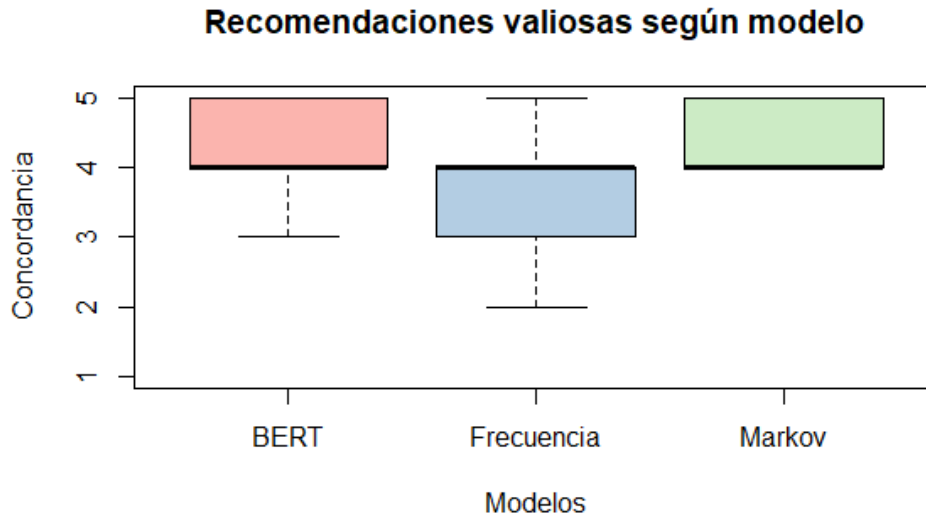 Recomendaciones valiosas según modelo
Concordancia
5
4
3
2
1
BERT Frecuencia Markov
Modelos